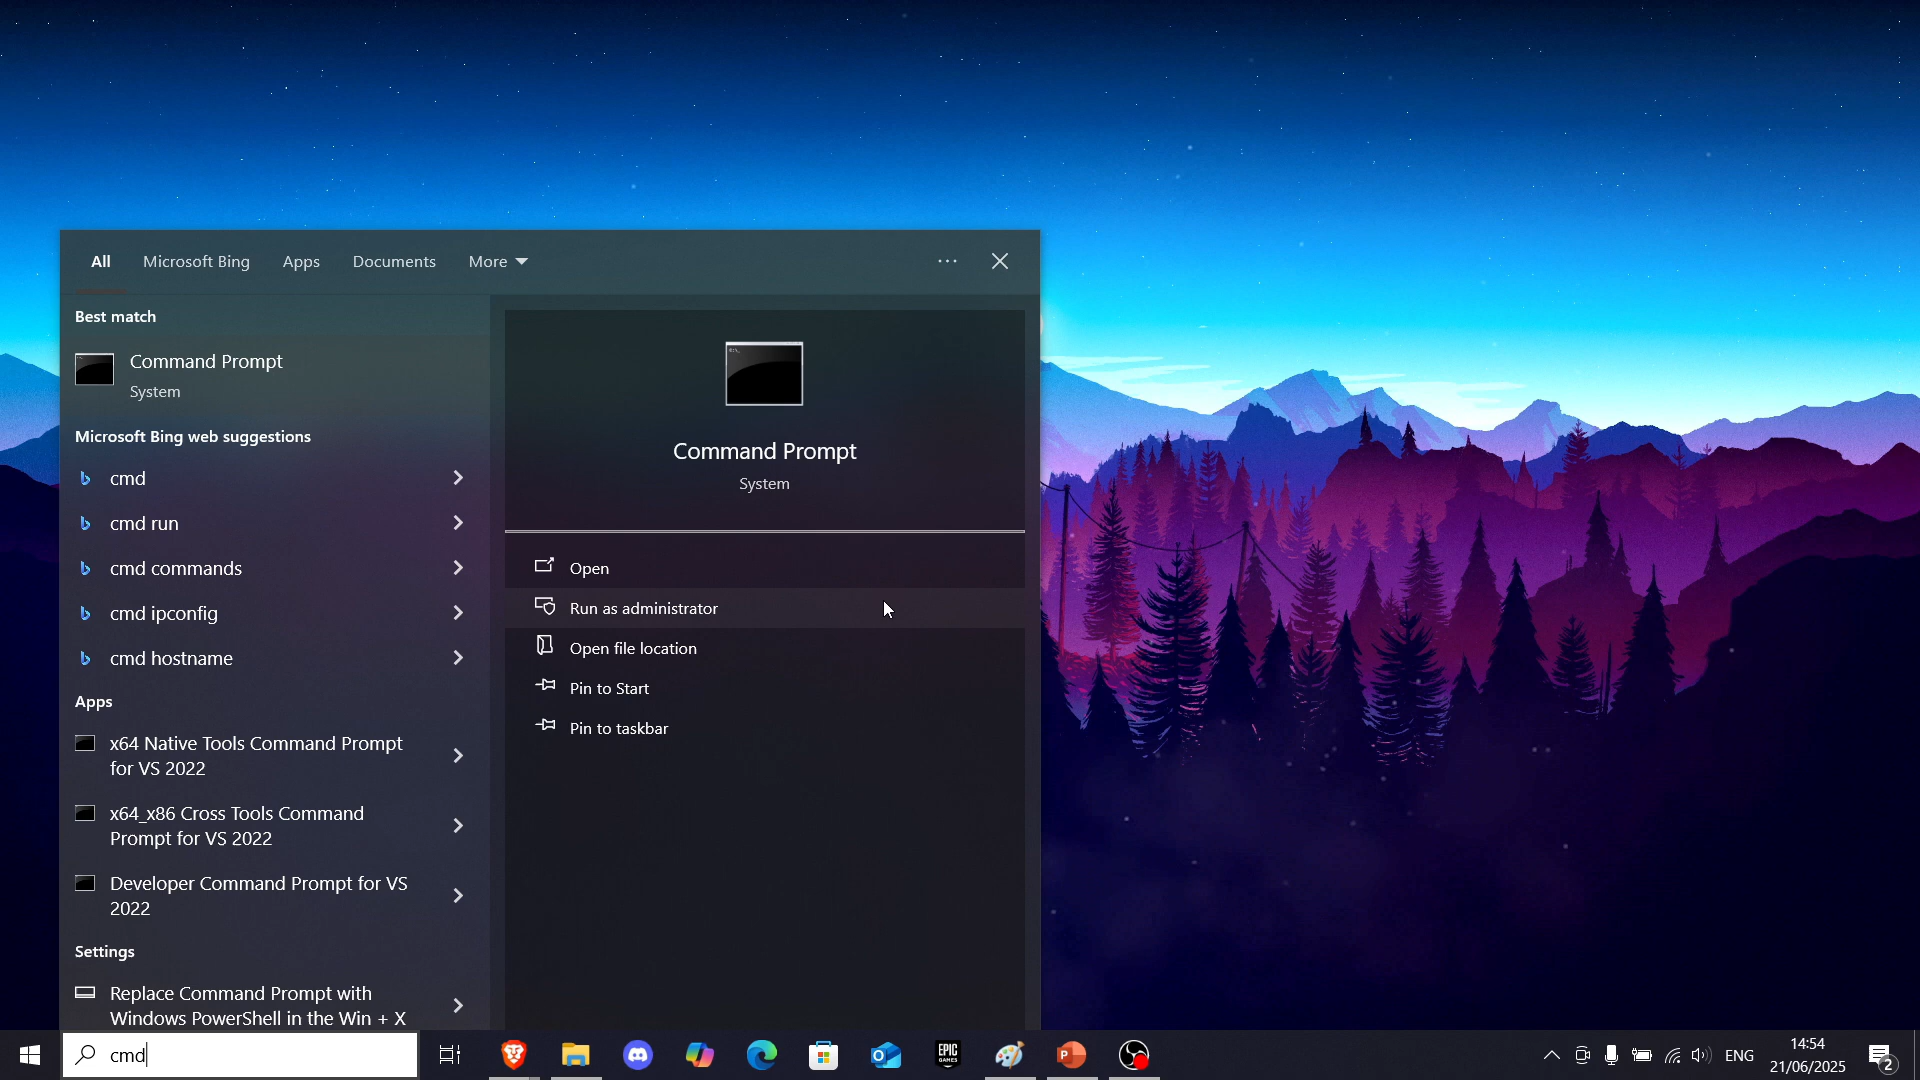 All
Microsoft Bing
Apps
Documents
More
Best match
Command Prompt
System
Microsoft Bing web suggestions
cmd
cmd run
cmd commands
cmd ipconfig
cmd hostname
Apps
x64 Native Tools Command Prompt
for VS 2022
x64_x86 Cross Tools Command
Prompt for VS 2022
Developer Command Prompt for VS
2022
Settings
Replace Command Prompt with
Windows PowerShell in the Win + X
Command Prompt
System
Open
Run as administrator
Open file location
Pin to Start
Pin to taskbar
cmd
EPIC
GAMES
ENG
14:54
21/06/2025
2